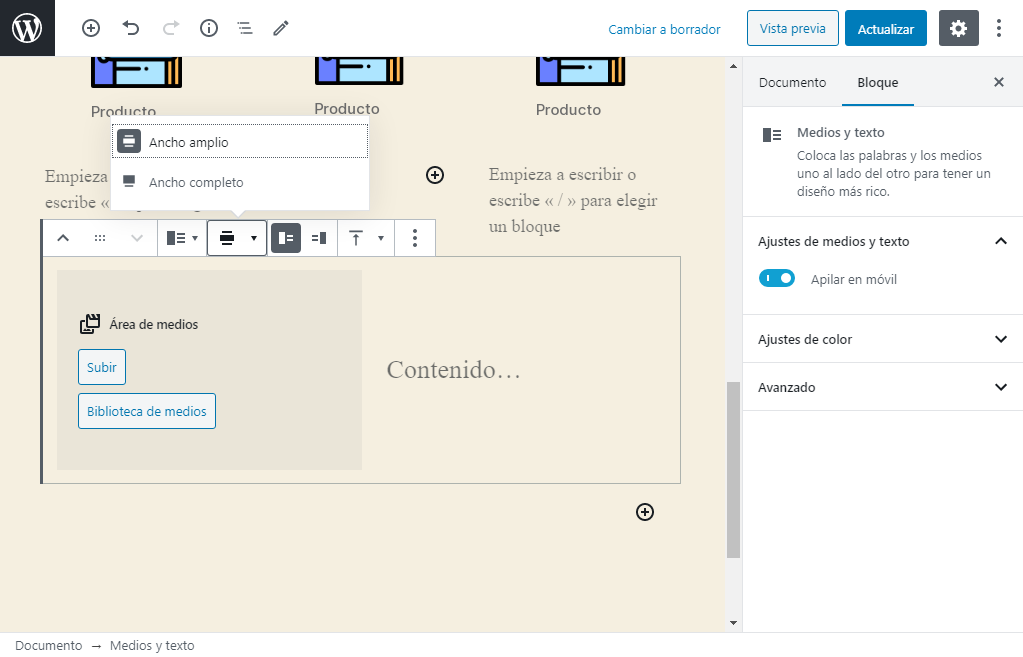 Cambiar a borrador
Vista previa
Actualizar
Producto
Producto
Producto
Documento
Bloque
Ancho amplio
Ancho completo
Medios y texto
Coloca las palabras y los medios
uno al lado del otro para tener un
diseño más rico.
Empieza
escribe «
Empieza a escribir o
escribe « / » para elegir
un bloque
Ajustes de medios y texto
Apilar en móvil
Área de medios
Subir
Biblioteca de medios
Contenido…
Ajustes de color
Avanzado
Documento → Medios y texto